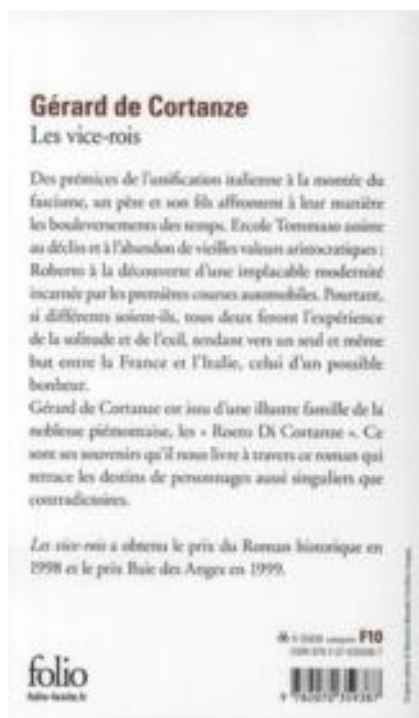 Gérard de Cortanze
Les vice-rois
Des prémices de l'unification italienne à la montée du
fascisme, un père et son fils affrontent à leur manière
les bouleversements des temps. Ercole Tommaso assiste
au déclin et à l'abandon de vieilles valeurs aristocratiques ;
Roberto à la découverte d'une implacable modernité
incarnée par les premières courses automobiles. Pourtant,
si différents soient-ils, tous deux feront l'expérience
de la solitude et de l'exil, tendant vers un seul et même
but entre la France et l'Italie, celui d'un possible
bonheur.
Gérard de Cortanze est issu d'une illustre famille de la
noblesse piémontaise, les « Roero Di Cortanze ». Ce
sont ses souvenirs qu'il nous livre à travers ce roman qui
retrace les destins de personnages aussi singuliers que
contradictoires.
Les vice-rois a obtenu le prix du Roman historique en
1998 et le prix Baie des Anges en 1999.
F10
folio